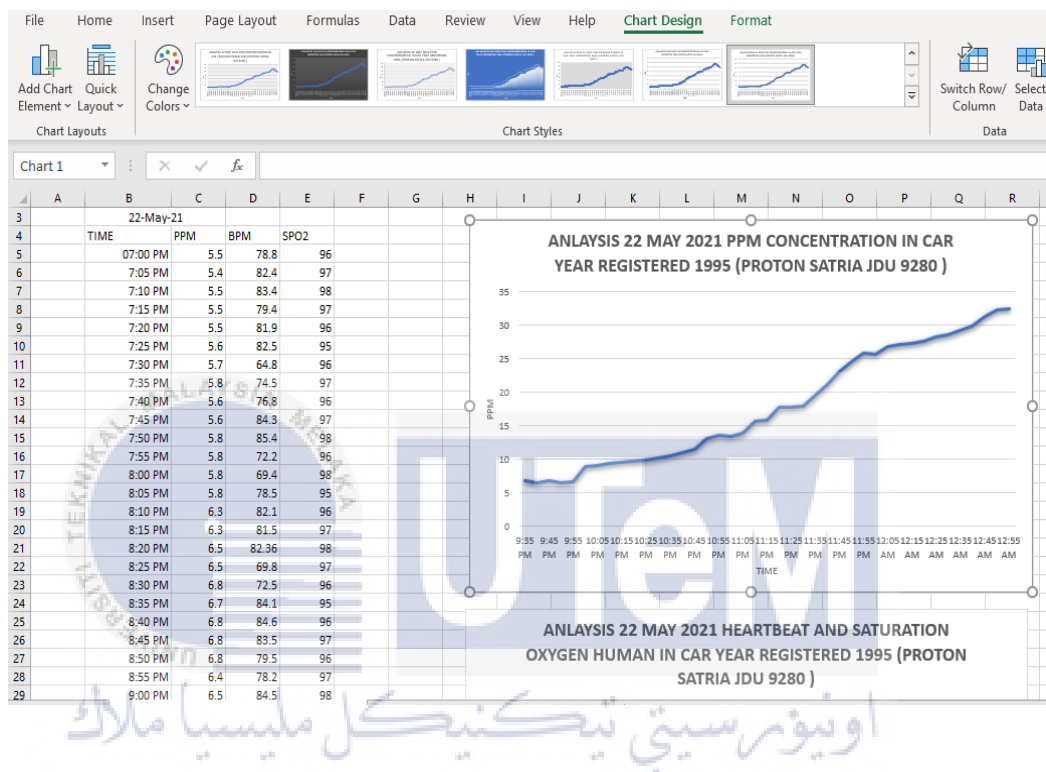 File Home Insert Page Layout Formulas Data Review View Help Chart Design Format
Add Chart Element Quick Layout Change Colors Switch Row/ Column Select Data
Chart Layouts Chart Styles Data
Chart 1 fx
A B C D E F G H I J K L M N O P Q R
3 22-May-21
4 TIME PPM BPM SPO2
5 07:00 PM 5.5 78.8 96
6 7:05 PM 5.4 82.4 97
7 7:10 PM 5.5 83.4 98
8 7:15 PM 5.5 79.4 97
9 7:20 PM 5.5 81.9 96
10 7:25 PM 5.6 82.5 95
11 7:30 PM 5.7 64.8 96
12 7:35 PM 5.8 74.5 97
13 7:40 PM 5.6 76.8 96
14 7:45 PM 5.6 84.3 97
15 7:50 PM 5.8 85.4 98
16 7:55 PM 5.8 72.2 96
17 8:00 PM 5.8 69.4 98
18 8:05 PM 5.8 78.5 95
19 8:10 PM 6.3 82.1 96
20 8:15 PM 6.3 81.5 97
21 8:20 PM 6.5 82.36 98
22 8:25 PM 6.5 69.8 97
23 8:30 PM 6.8 72.5 96
24 8:35 PM 6.7 84.1 95
25 8:40 PM 6.8 84.6 96
26 8:45 PM 6.8 83.5 97
27 8:50 PM 6.8 79.5 96
28 8:55 PM 6.4 78.2 97
29 9:00 PM 6.5 84.5 98
ANLAYSIS 22 MAY 2021 PPM CONCENTRATION IN CAR
YEAR REGISTERED 1995 (PROTON SATRIA JDU 9280 )
35
30
25
20
15
10
5
0
PPM
9:35 9:45 9:55 10:05 10:15 10:25 10:35 10:45 10:55 11:05 11:15 11:25 11:35 11:45 11:55 12:05 12:15 12:25 12:35 12:45 12:55
PM PM PM PM PM PM PM PM PM PM PM PM PM PM PM AM AM AM AM AM AM
TIME
ANLAYSIS 22 MAY 2021 HEARTBEAT AND SATURATION
OXYGEN HUMAN IN CAR YEAR REGISTERED 1995 (PROTON
SATRIA JDU 9280 )
UNIVERSITI TEKNIKAL MALAYSIA MELAKA
UTeM
اونيۏرسيتي تيكنيكل مليسيا ملاك